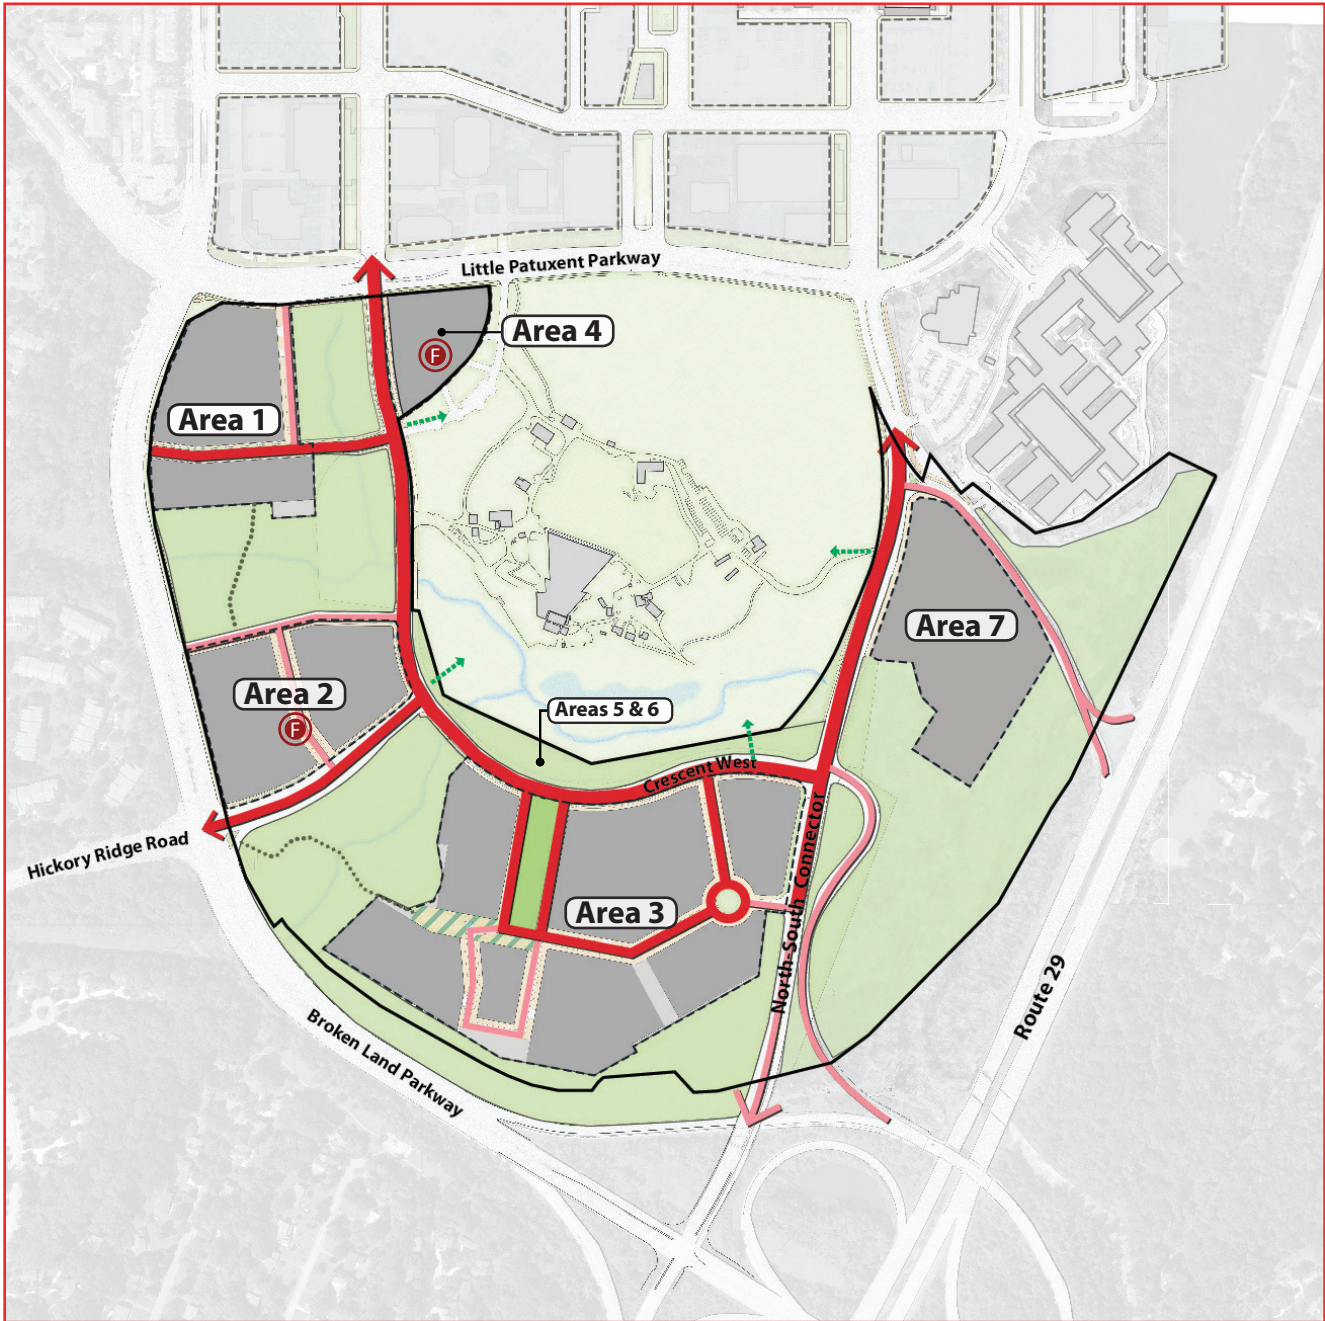 Little Patuxent Parkway
Area 4
F
Area 1
Area 7
Area 2
F
Areas 5 & 6
Crescent West
Hickory Ridge Road
North-South Connector
Area 3
Route 29
Broken Land Parkway